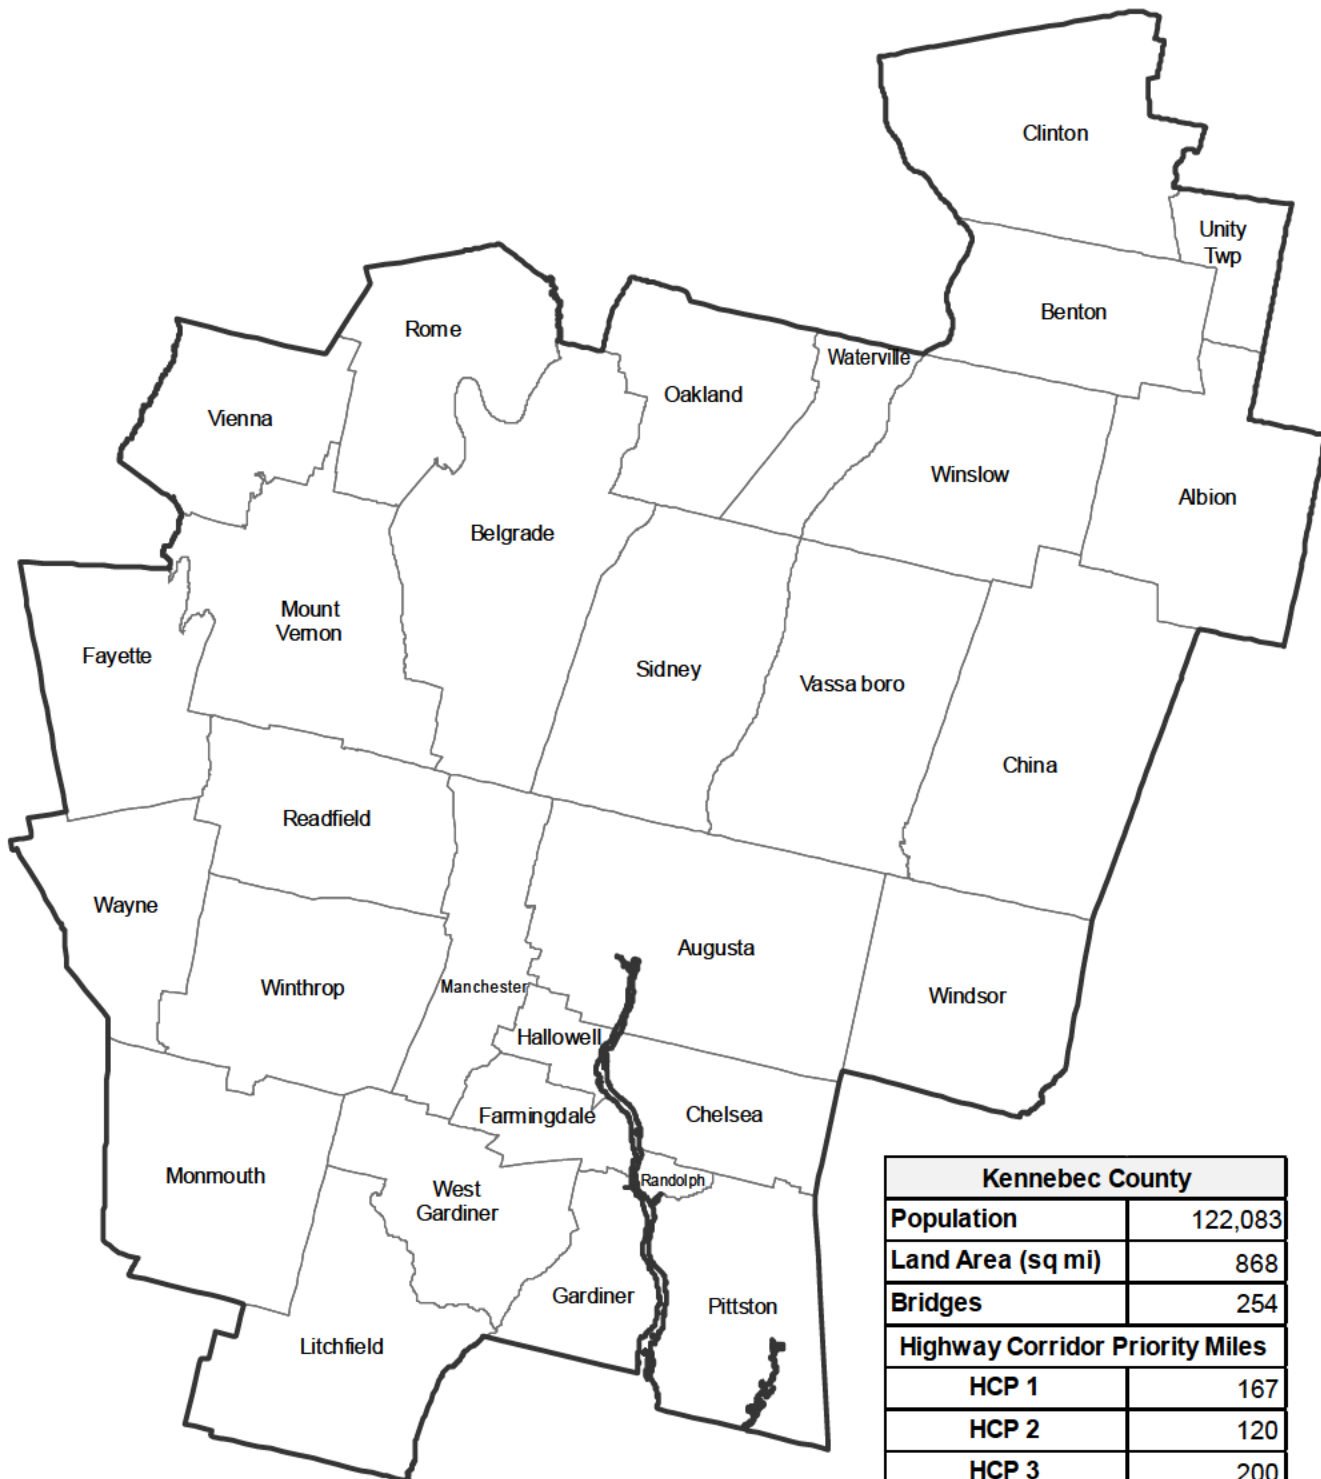 Clinton
Unity
Twp
Benton
Rome
Waterville
Oakland
Vienna
Winslow
Albion
Belgrade
Mount
Vernon
Fayette
Sidney
Vassa boro
China
Readfield
Wayne
Augusta
Winthrop
Manchester
Windsor
Hallowell
Farmingdale
Chelsea
Monmouth
West
Gardiner
Randolph
Gardiner
Pittston
Litchfield
Kennebec County
Population 122,083
Land Area (sq mi) 868
Bridges 254
Highway Corridor Priority Miles
HCP 1 167
HCP 2 120
HCP 3 200